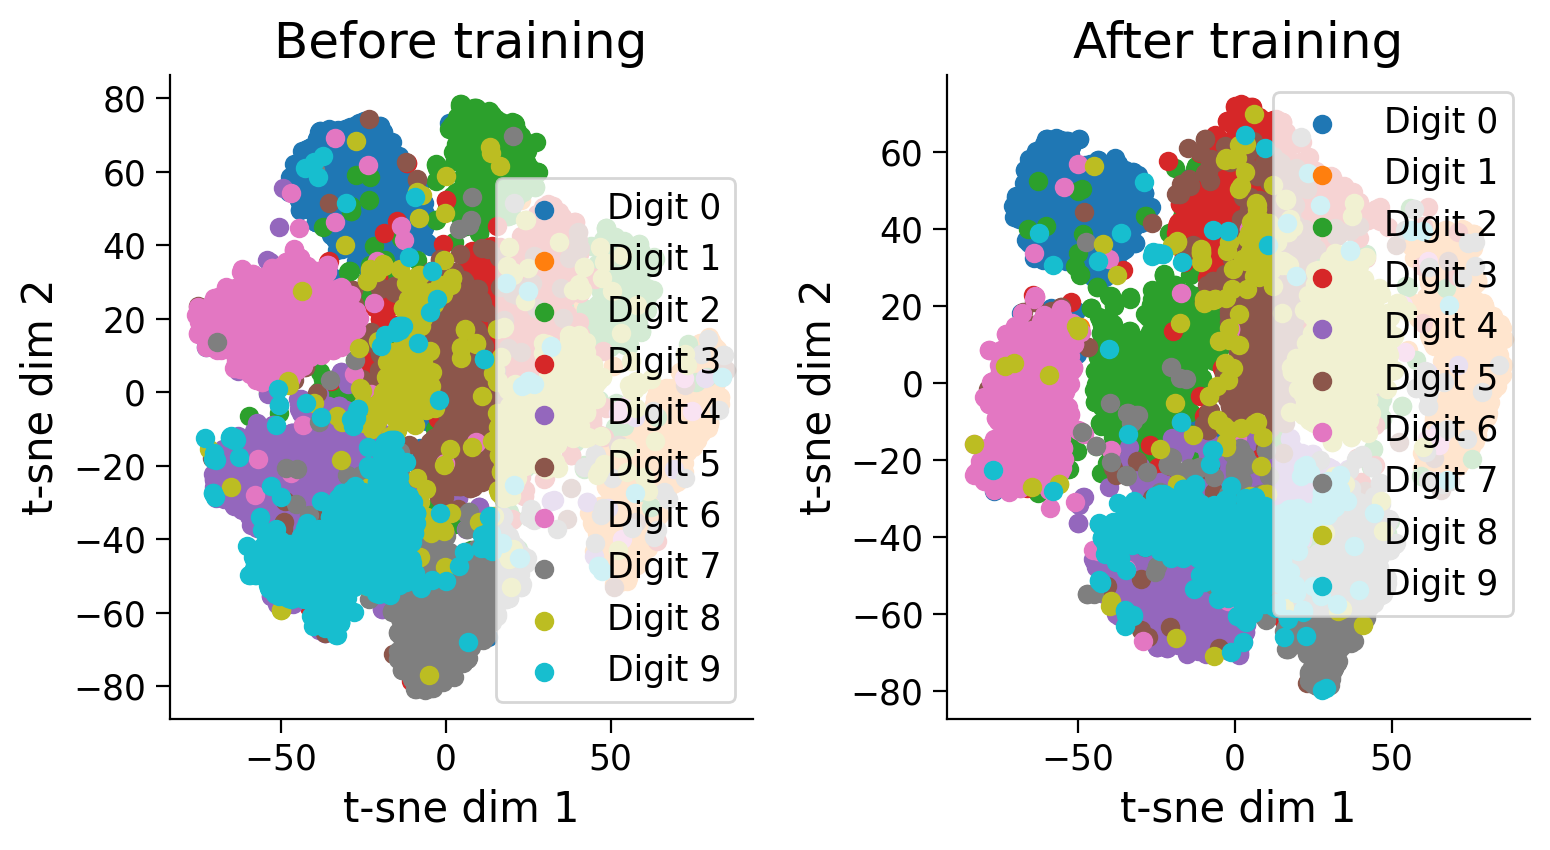 Before training
80
60
40
20
0
−20
−40
−60
−80
t-sne dim 2
−50
0
50
t-sne dim 1
Digit 0
Digit 1
Digit 2
Digit 3
Digit 4
Digit 5
Digit 6
Digit 7
Digit 8
Digit 9
After training
60
40
20
0
−20
−40
−60
−80
t-sne dim 2
−50
0
50
t-sne dim 1
Digit 0
Digit 1
Digit 2
Digit 3
Digit 4
Digit 5
Digit 6
Digit 7
Digit 8
Digit 9